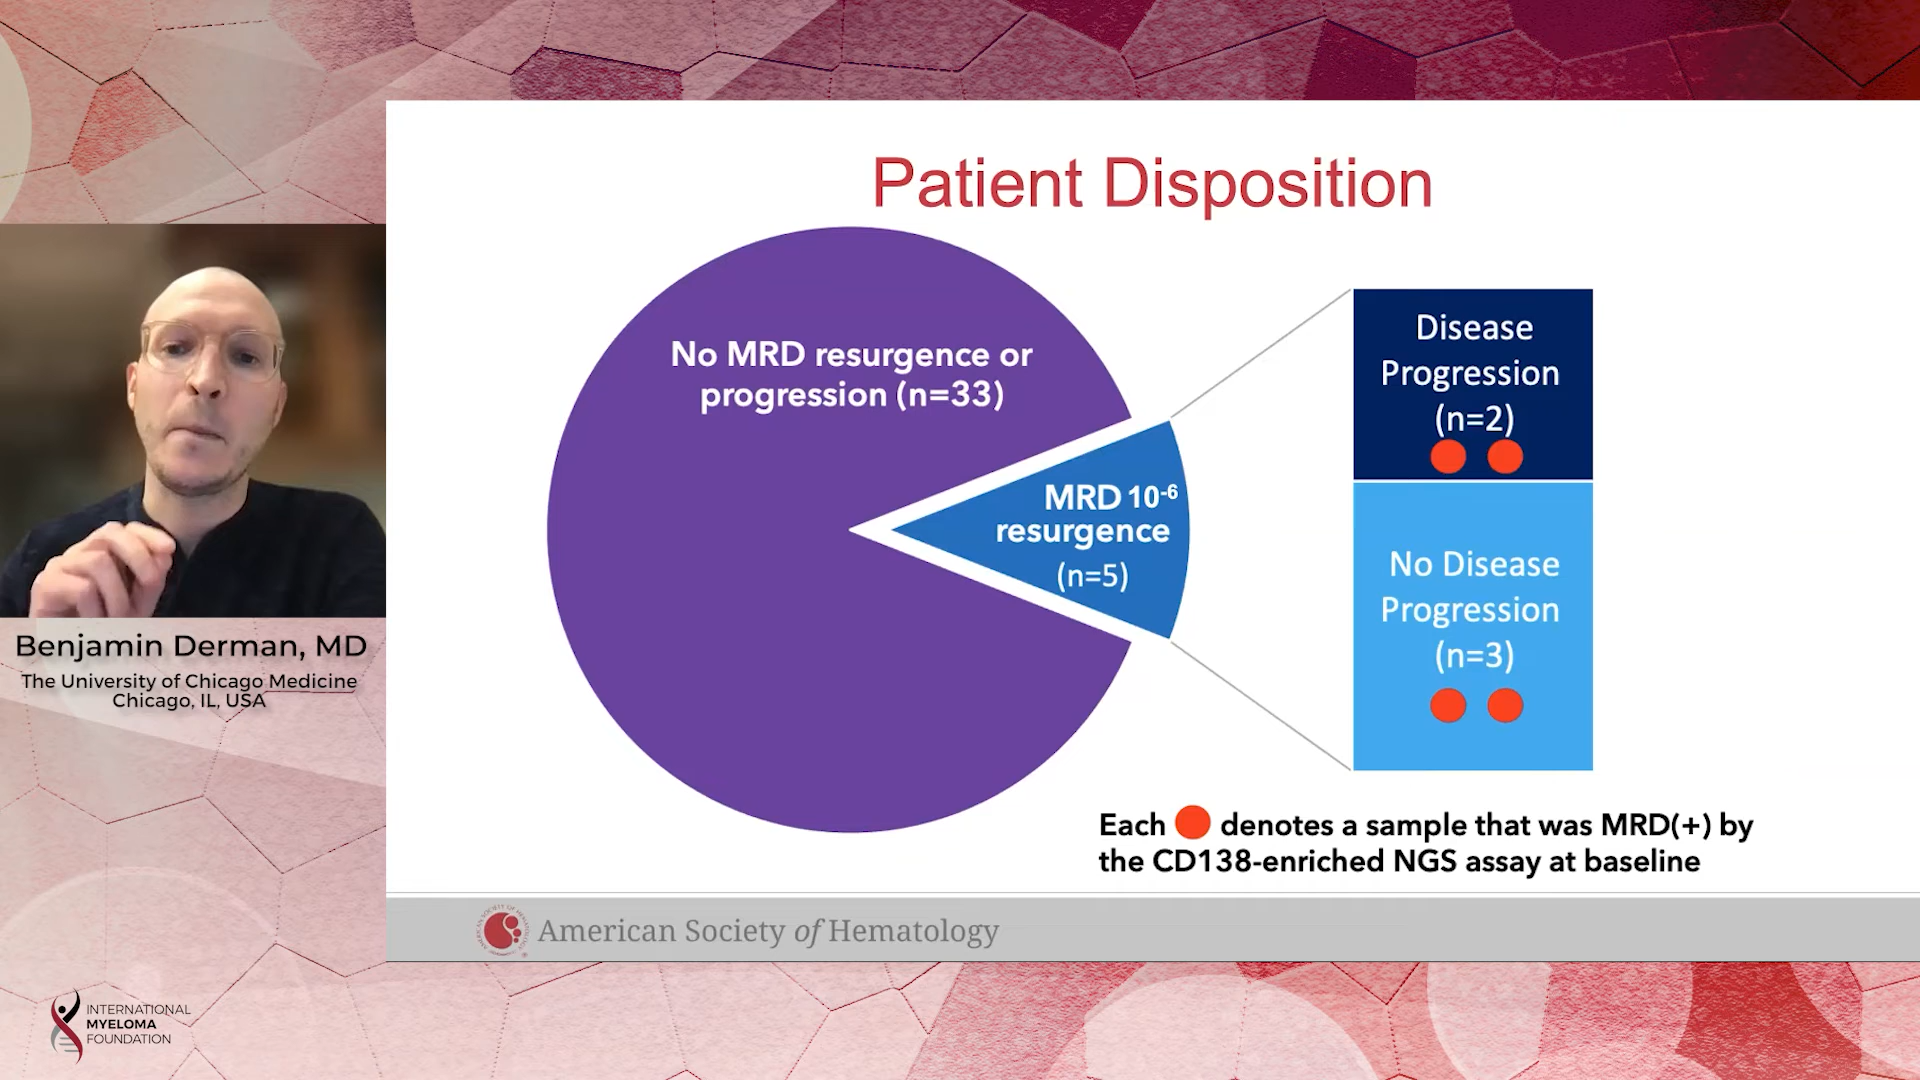 Patient Disposition
No MRD resurgence or
progression (n=33)
MRD 10-6
resurgence
(n=5)
Disease
Progression
(n=2)
No Disease
Progression
(n=3)
Each denotes a sample that was MRD(+) by
the CD138-enriched NGS assay at baseline
American Society of Hematology
Benjamin Derman, MD
The University of Chicago Medicine
Chicago, IL, USA
INTERNATIONAL
MYELOMA
FOUNDATION